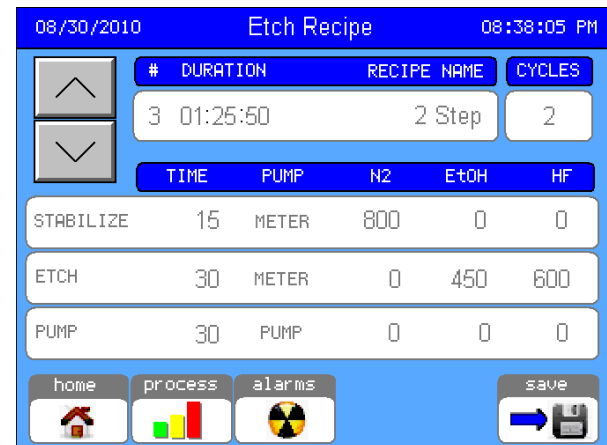 08/30/2010 Etch Recipe 08:38:05 PM
# DURATION RECIPE NAME CYCLES
3 01:25:50 2 Step 2
TIME PUMP N2 EtOH HF
STABILIZE 15 METER 800 0 0
ETCH 30 METER 0 450 600
PUMP 30 PUMP 0 0 0
home process alarms save